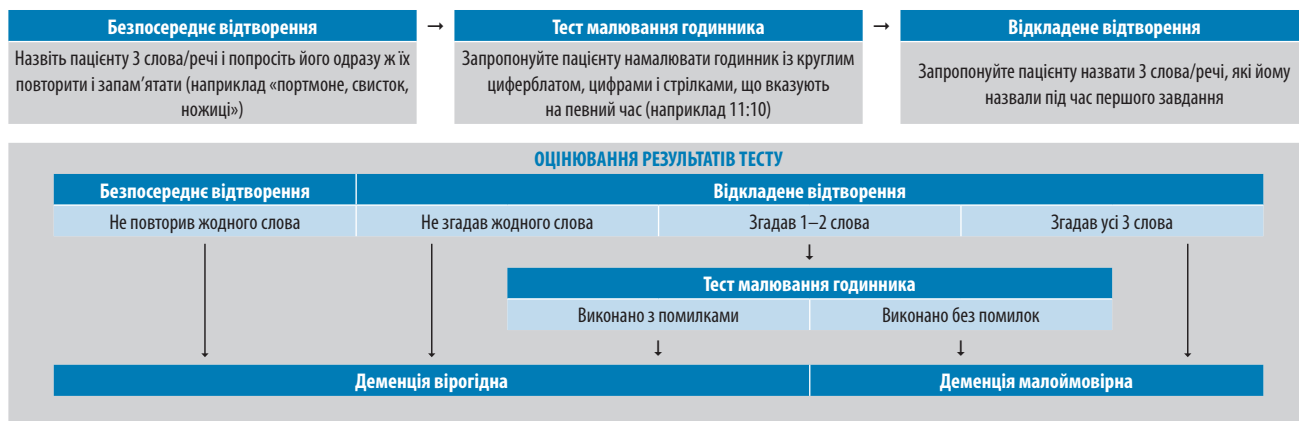 Безпосереднє відтворення
→
Тест малювання годинника
→
Відкладене відтворення
Назвіть пацієнту 3 слова/речі і попросіть його одразу ж їх
повторити і запам’ятати (наприклад «портмоне, свисток,
ножиці»)
Запропонуйте пацієнту намалювати годинник із круглим
циферблатом, цифрами і стрілками, що вказують
на певний час (наприклад 11:10)
Запропонуйте пацієнту назвати 3 слова/речі, які йому
назвали під час першого завдання
ОЦІНЮВАННЯ РЕЗУЛЬТАТІВ ТЕСТУ
Безпосереднє відтворення
Відкладене відтворення
Не повторив жодного слова
Не згадав жодного слова
Згадав 1–2 слова
Згадав усі 3 слова
Тест малювання годинника
Виконано з помилками
Виконано без помилок
Деменція вірогідна
Деменція малоймовірна